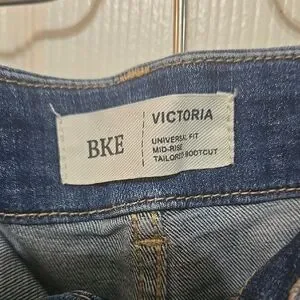 BKE
VICTORIA
UNIVERSAL FIT
MID-RISE
TAILORED BOOTCUT